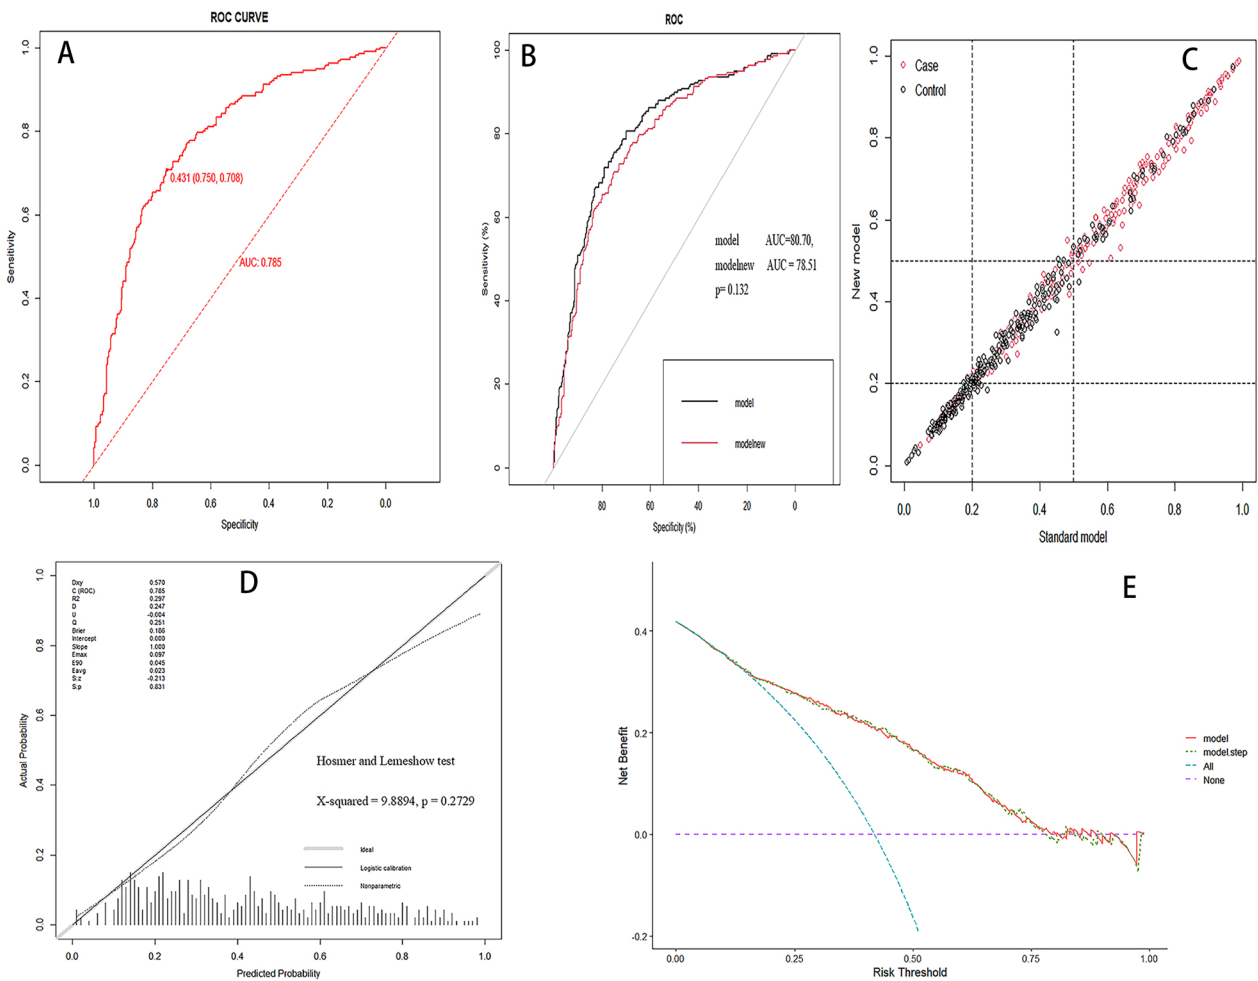 ROC CURVE
A
1.0
0.8
0.6
0.4
0.2
0.0
Sensitivity
0.431 (0.750, 0.708)
AUC: 0.785
1.0
0.8
0.6
0.4
0.2
0.0
Specificity
ROC
B
100
80
60
40
20
0
Sensitivity (%)
model AUC=80.70,
modelnew AUC = 78.51
p= 0.132
model
modelnew
80
60
40
20
0
Specificity (%)
C
Case
Control
1.0
0.8
0.6
0.4
0.2
0.0
New model
0.0
0.2
0.4
0.6
0.8
1.0
Standard model
D
Dxy 0.570
C (ROC) 0.785
R2 0.297
D 0.247
U -0.004
Q 0.251
Brier 0.186
Intercept 0.000
Slope 1.000
Emax 0.097
E90 0.045
Eavg 0.023
S:z -0.213
S:p 0.831
1.0
0.8
0.6
0.4
0.2
0.0
Actual Probability
Hosmer and Lemeshow test
X-squared = 9.8894, p = 0.2729
Ideal
Logistic calibration
Nonparametric
0.0
0.2
0.4
0.6
0.8
1.0
Predicted Probability
E
0.4
0.2
0.0
-0.2
Net Benefit
model
model.step
All
None
0.00
0.25
0.50
0.75
1.00
Risk Threshold